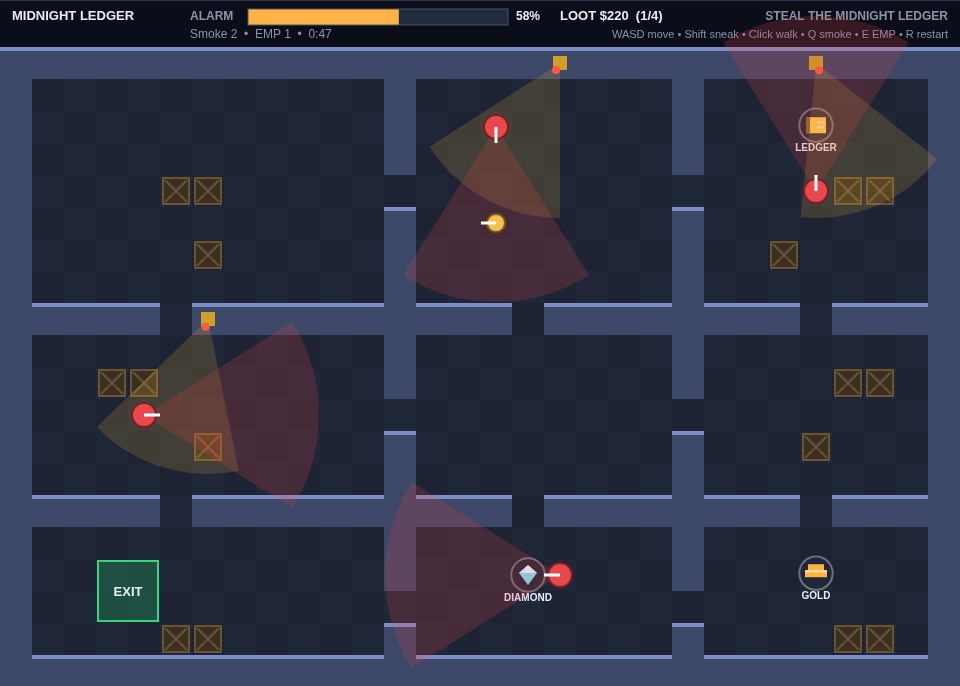 MIDNIGHT LEDGER
ALARM 58% LOOT $220 (1/4) STEAL THE MIDNIGHT LEDGER
Smoke 2 • EMP 1 • 0:47 WASD move • Shift sneak • Click walk • Q smoke • E EMP • R restart
LEDGER
EXIT
DIAMOND
GOLD